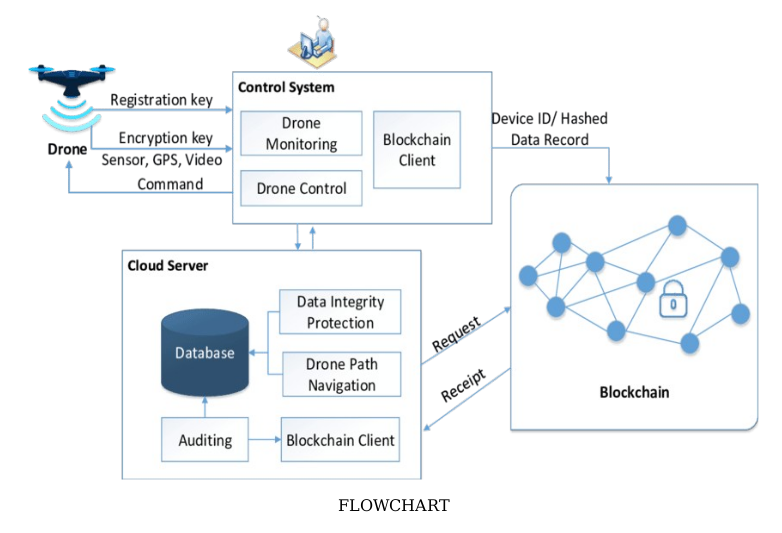 Control System
Registration key
Encryption key
Drone
Sensor, GPS, Video
Command
Drone
Monitoring
Blockchain
Client
Drone Control
Device ID/ Hashed
Data Record
Cloud Server
Data Integrity
Protection
Database
Drone Path
Navigation
Auditing
Blockchain Client
Request
Receipt
Blockchain
FLOWCHART